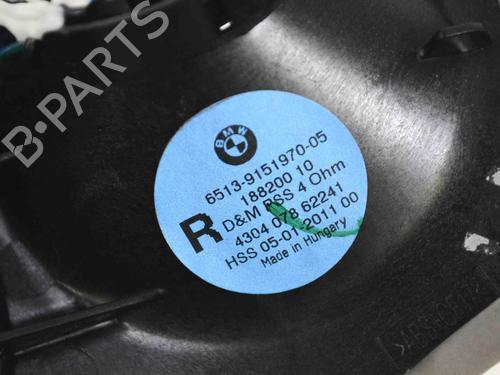 B-PARTS
BMW
6513-9151970-05
188200 10
D&M PSS 4 Ohm
R
4304 078 62241
HSS 05-01-2011 00
Made in Hungary